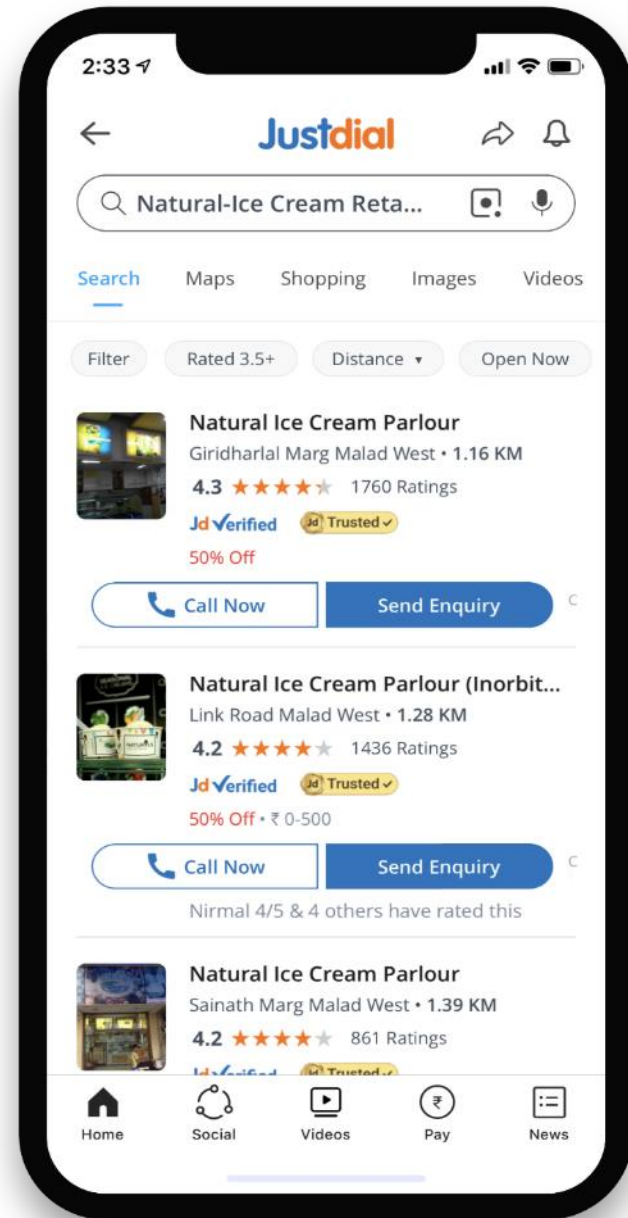 2:33
Justdial
Natural-Ice Cream Reta...
Search Maps Shopping Images Videos
Filter Rated 3.5+ Distance ▾ Open Now
Natural Ice Cream Parlour
Giridharlal Marg Malad West • 1.16 KM
4.3 ★★★★★ 1760 Ratings
Jd Verified Jd Trusted
50% Off
Call Now Send Enquiry C
Natural Ice Cream Parlour (Inorbit...
Link Road Malad West • 1.28 KM
4.2 ★★★★★ 1436 Ratings
Jd Verified Jd Trusted
50% Off • ₹ 0-500
Call Now Send Enquiry C
Nirmal 4/5 & 4 others have rated this
Natural Ice Cream Parlour
Sainath Marg Malad West • 1.39 KM
4.2 ★★★★★ 861 Ratings
Jd Verified Jd Trusted
Home Social Videos Pay News